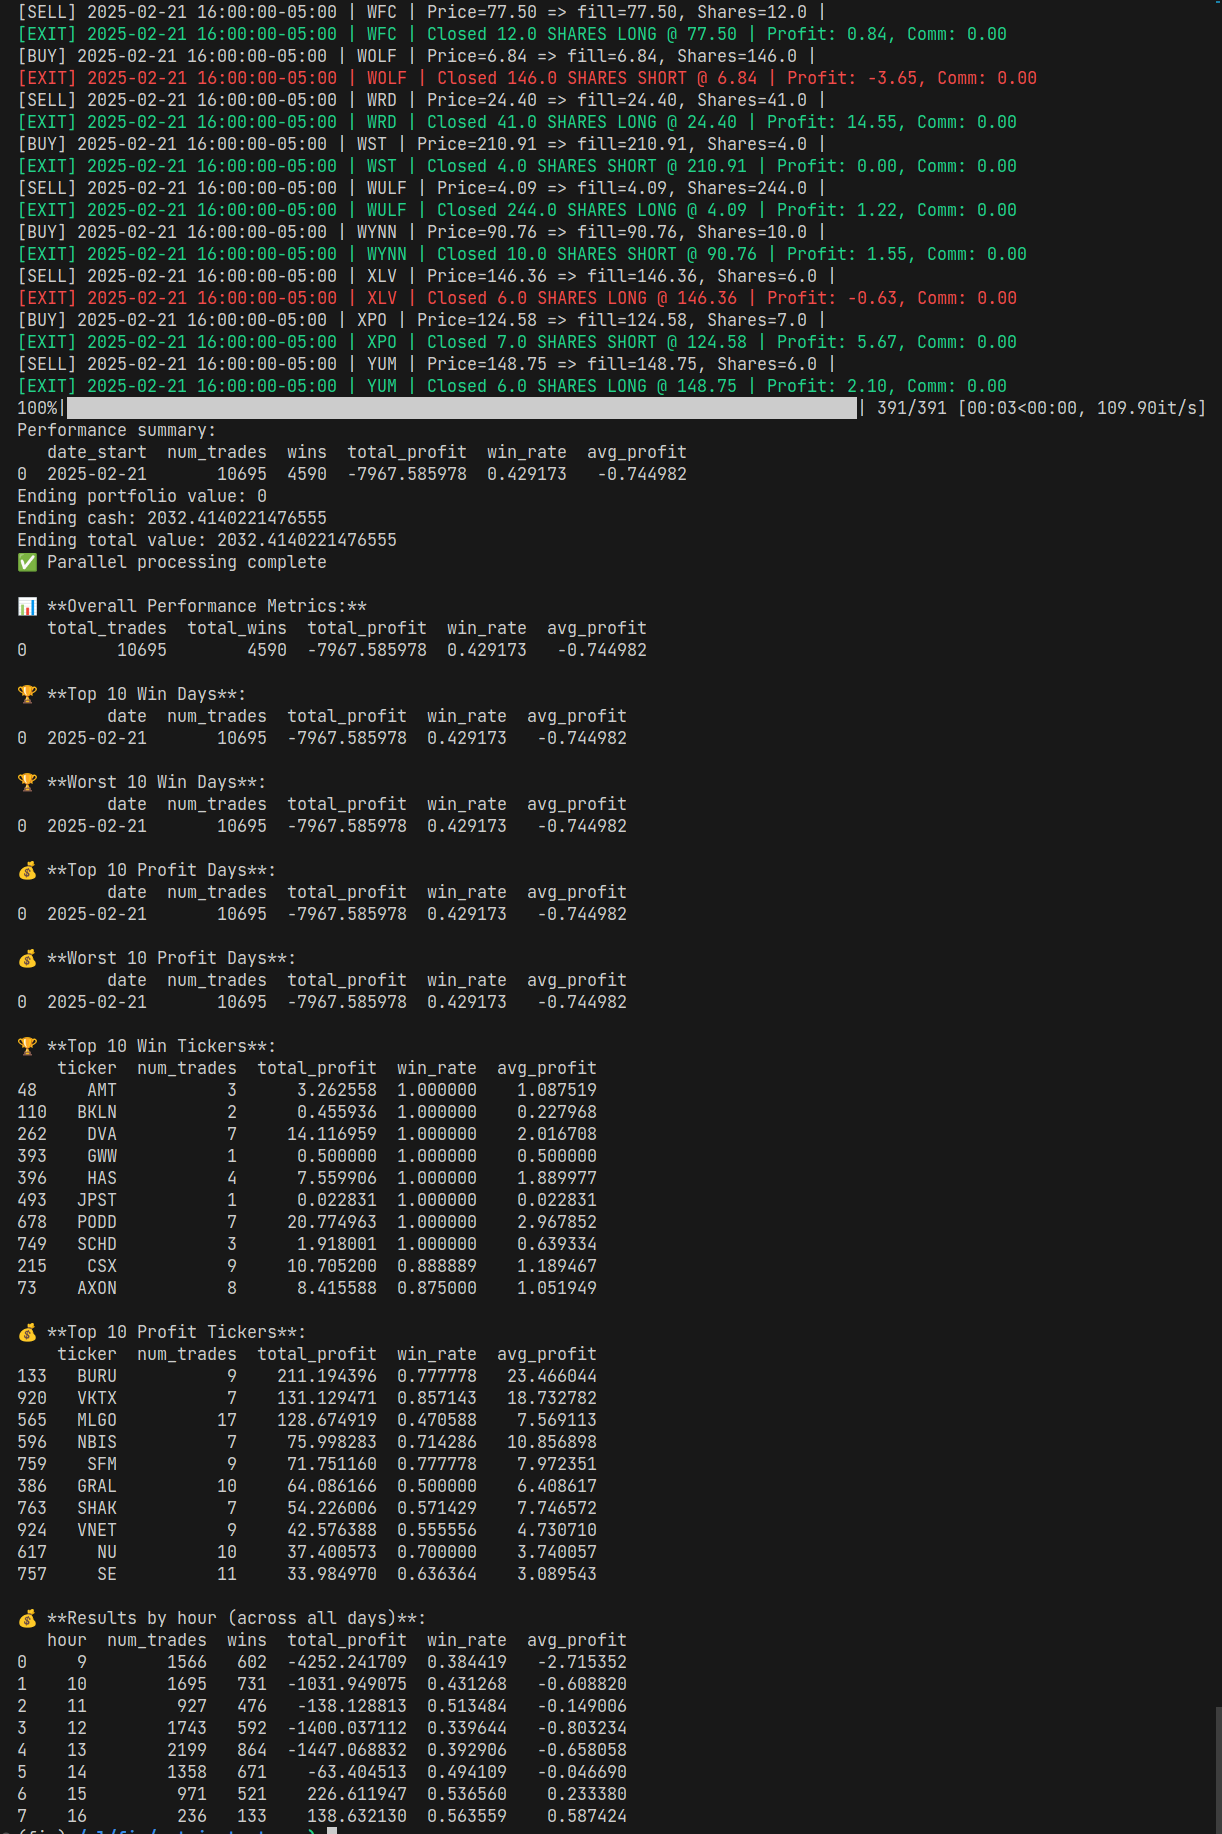 [SELL] 2025-02-21 16:00:00-05:00 | WFC | Price=77.50 => fill=77.50, Shares=12.0 |
[EXIT] 2025-02-21 16:00:00-05:00 | WFC | Closed 12.0 SHARES LONG @ 77.50 | Profit: 0.84, Comm: 0.00
[BUY] 2025-02-21 16:00:00-05:00 | WOLF | Price=6.84 => fill=6.84, Shares=146.0 |
[EXIT] 2025-02-21 16:00:00-05:00 | WOLF | Closed 146.0 SHARES SHORT @ 6.84 | Profit: -3.65, Comm: 0.00
[SELL] 2025-02-21 16:00:00-05:00 | WRD | Price=24.40 => fill=24.40, Shares=41.0 |
[EXIT] 2025-02-21 16:00:00-05:00 | WRD | Closed 41.0 SHARES LONG @ 24.40 | Profit: 14.55, Comm: 0.00
[BUY] 2025-02-21 16:00:00-05:00 | WST | Price=210.91 => fill=210.91, Shares=4.0 |
[EXIT] 2025-02-21 16:00:00-05:00 | WST | Closed 4.0 SHARES SHORT @ 210.91 | Profit: 0.00, Comm: 0.00
[SELL] 2025-02-21 16:00:00-05:00 | WULF | Price=4.09 => fill=4.09, Shares=244.0 |
[EXIT] 2025-02-21 16:00:00-05:00 | WULF | Closed 244.0 SHARES LONG @ 4.09 | Profit: 1.22, Comm: 0.00
[BUY] 2025-02-21 16:00:00-05:00 | WYNN | Price=90.76 => fill=90.76, Shares=10.0 |
[EXIT] 2025-02-21 16:00:00-05:00 | WYNN | Closed 10.0 SHARES SHORT @ 90.76 | Profit: 1.55, Comm: 0.00
[SELL] 2025-02-21 16:00:00-05:00 | XLV | Price=146.36 => fill=146.36, Shares=6.0 |
[EXIT] 2025-02-21 16:00:00-05:00 | XLV | Closed 6.0 SHARES LONG @ 146.36 | Profit: -0.63, Comm: 0.00
[BUY] 2025-02-21 16:00:00-05:00 | XPO | Price=124.58 => fill=124.58, Shares=7.0 |
[EXIT] 2025-02-21 16:00:00-05:00 | XPO | Closed 7.0 SHARES SHORT @ 124.58 | Profit: 5.67, Comm: 0.00
[SELL] 2025-02-21 16:00:00-05:00 | YUM | Price=148.75 => fill=148.75, Shares=6.0 |
[EXIT] 2025-02-21 16:00:00-05:00 | YUM | Closed 6.0 SHARES LONG @ 148.75 | Profit: 2.10, Comm: 0.00
100%| | 391/391 [00:03<00:00, 109.90it/s]
Performance summary:
date_start num_trades wins total_profit win_rate avg_profit
0 2025-02-21 10695 4590 -7967.585978 0.429173 -0.744982
Ending portfolio value: 0
Ending cash: 2032.4140221476555
Ending total value: 2032.4140221476555
✅ Parallel processing complete
📊 **Overall Performance Metrics:**
total_trades total_wins total_profit win_rate avg_profit
0 10695 4590 -7967.585978 0.429173 -0.744982
🏆 **Top 10 Win Days**:
date num_trades total_profit win_rate avg_profit
0 2025-02-21 10695 -7967.585978 0.429173 -0.744982
🏆 **Worst 10 Win Days**:
date num_trades total_profit win_rate avg_profit
0 2025-02-21 10695 -7967.585978 0.429173 -0.744982
💰 **Top 10 Profit Days**:
date num_trades total_profit win_rate avg_profit
0 2025-02-21 10695 -7967.585978 0.429173 -0.744982
💰 **Worst 10 Profit Days**:
date num_trades total_profit win_rate avg_profit
0 2025-02-21 10695 -7967.585978 0.429173 -0.744982
🏆 **Top 10 Win Tickers**:
ticker num_trades total_profit win_rate avg_profit
48 AMT 3 3.262558 1.000000 1.087519
110 BKLN 2 0.455936 1.000000 0.227968
262 DVA 7 14.116959 1.000000 2.016708
393 GWW 1 0.500000 1.000000 0.500000
396 HAS 4 7.559906 1.000000 1.889977
493 JPST 1 0.022831 1.000000 0.022831
678 PODD 7 20.774963 1.000000 2.967852
749 SCHD 3 1.918001 1.000000 0.639334
215 CSX 9 10.705200 0.888889 1.189467
73 AXON 8 8.415588 0.875000 1.051949
💰 **Top 10 Profit Tickers**:
ticker num_trades total_profit win_rate avg_profit
133 BURU 9 211.194396 0.777778 23.466044
920 VKTX 7 131.129471 0.857143 18.732782
565 MLGO 17 128.674919 0.470588 7.569113
596 NBIS 7 75.998283 0.714286 10.856898
759 SFM 9 71.751160 0.777778 7.972351
386 GRAL 10 64.086166 0.500000 6.408617
763 SHAK 7 54.226006 0.571429 7.746572
924 VNET 9 42.576388 0.555556 4.730710
617 NU 10 37.400573 0.700000 3.740057
757 SE 11 33.984970 0.636364 3.089543
💰 **Results by hour (across all days)**:
hour num_trades wins total_profit win_rate avg_profit
0 9 1566 602 -4252.241709 0.384419 -2.715352
1 10 1695 731 -1031.949075 0.431268 -0.608820
2 11 927 476 -138.128813 0.513484 -0.149006
3 12 1743 592 -1400.037112 0.339644 -0.803234
4 13 2199 864 -1447.068832 0.392906 -0.658058
5 14 1358 671 -63.404513 0.494109 -0.046690
6 15 971 521 226.611947 0.536560 0.233380
7 16 236 133 138.632130 0.563559 0.587424